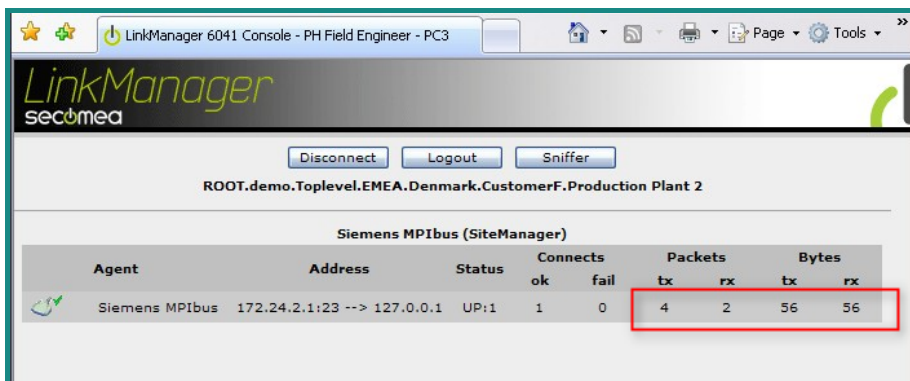 LinkManager 6041 Console - PH Field Engineer - PC3
Page Tools »
LinkManager
secomea
Disconnect Logout Sniffer
ROOT.demo.Toplevel.EMEA.Denmark.CustomerF.Production Plant 2
Siemens MPIbus (SiteManager)
Agent Address Status Connects Packets Bytes
ok fail tx rx tx rx
Siemens MPIbus 172.24.2.1:23 --> 127.0.0.1 UP:1 1 0 4 2 56 56